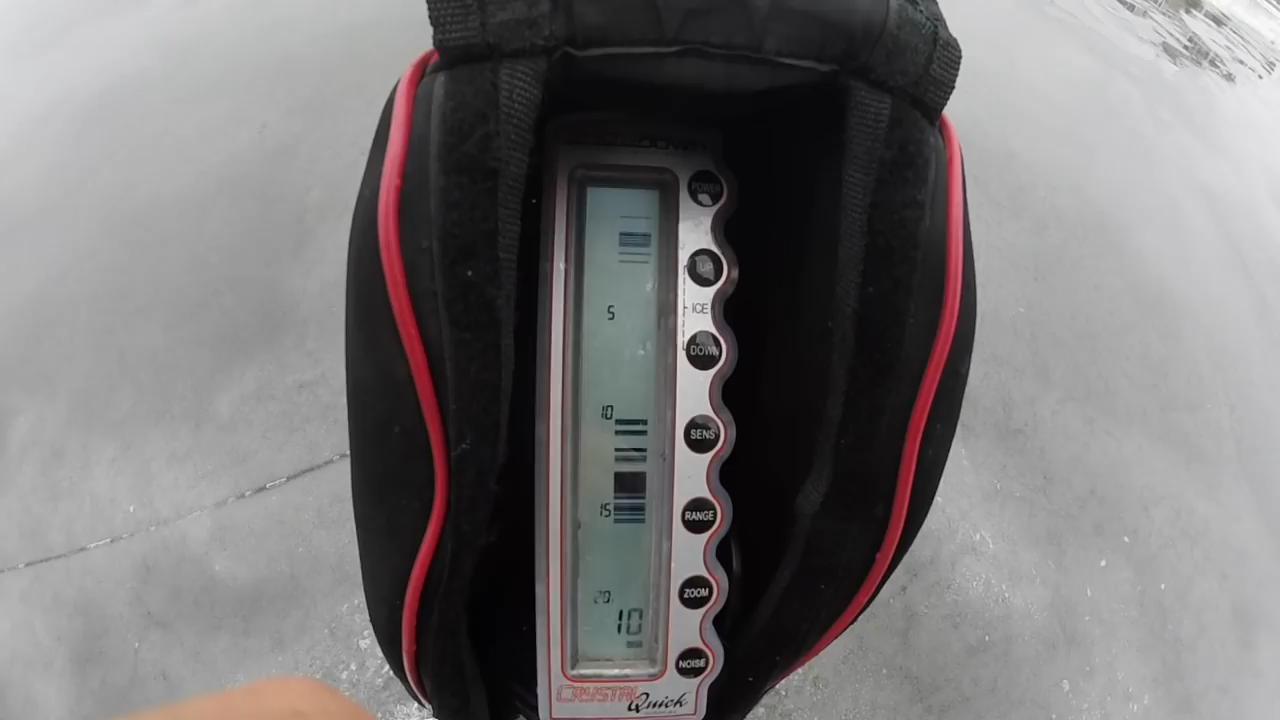 POWER
UP
5
ICE
DOWN
10
SENS
15
RANGE
ZOOM
20
10
NOISE
CRYSTAL
Quick